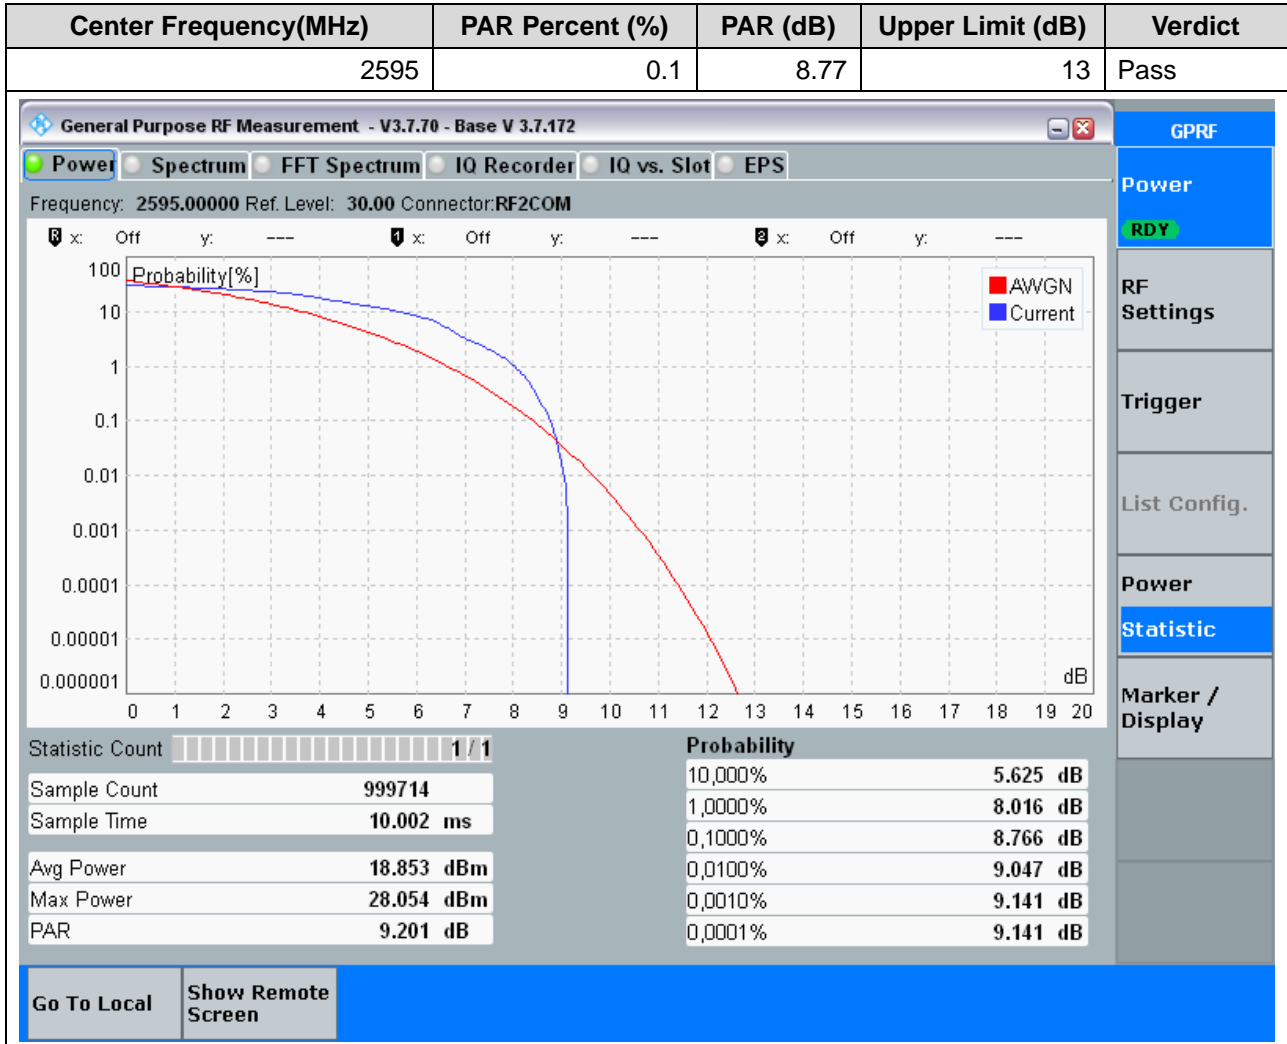 Center Frequency(MHz) PAR Percent (%) PAR (dB) Upper Limit (dB) Verdict
2595 0.1 8.77 13 Pass
General Purpose RF Measurement - V3.7.70 - Base V 3.7.172
GPRF
Power Spectrum FFT Spectrum IQ Recorder IQ vs. Slot EPS
Power
RDY
Frequency: 2595.00000 Ref. Level: 30.00 Connector:RF2COM
R x: Off y: --- 1 x: Off y: --- 2 x: Off y: ---
Probability[%]
AWGN
Current
100
10
1
0.1
0.01
0.001
0.0001
0.00001
0.000001
dB
0 1 2 3 4 5 6 7 8 9 10 11 12 13 14 15 16 17 18 19 20
RF
Settings
Trigger
List Config.
Power
Statistic
Marker /
Display
Statistic Count 1 / 1
Sample Count 999714
Sample Time 10.002 ms
Avg Power 18.853 dBm
Max Power 28.054 dBm
PAR 9.201 dB
Probability
10,000% 5.625 dB
1,0000% 8.016 dB
0,1000% 8.766 dB
0,0100% 9.047 dB
0,0010% 9.141 dB
0,0001% 9.141 dB
Go To Local
Show Remote
Screen